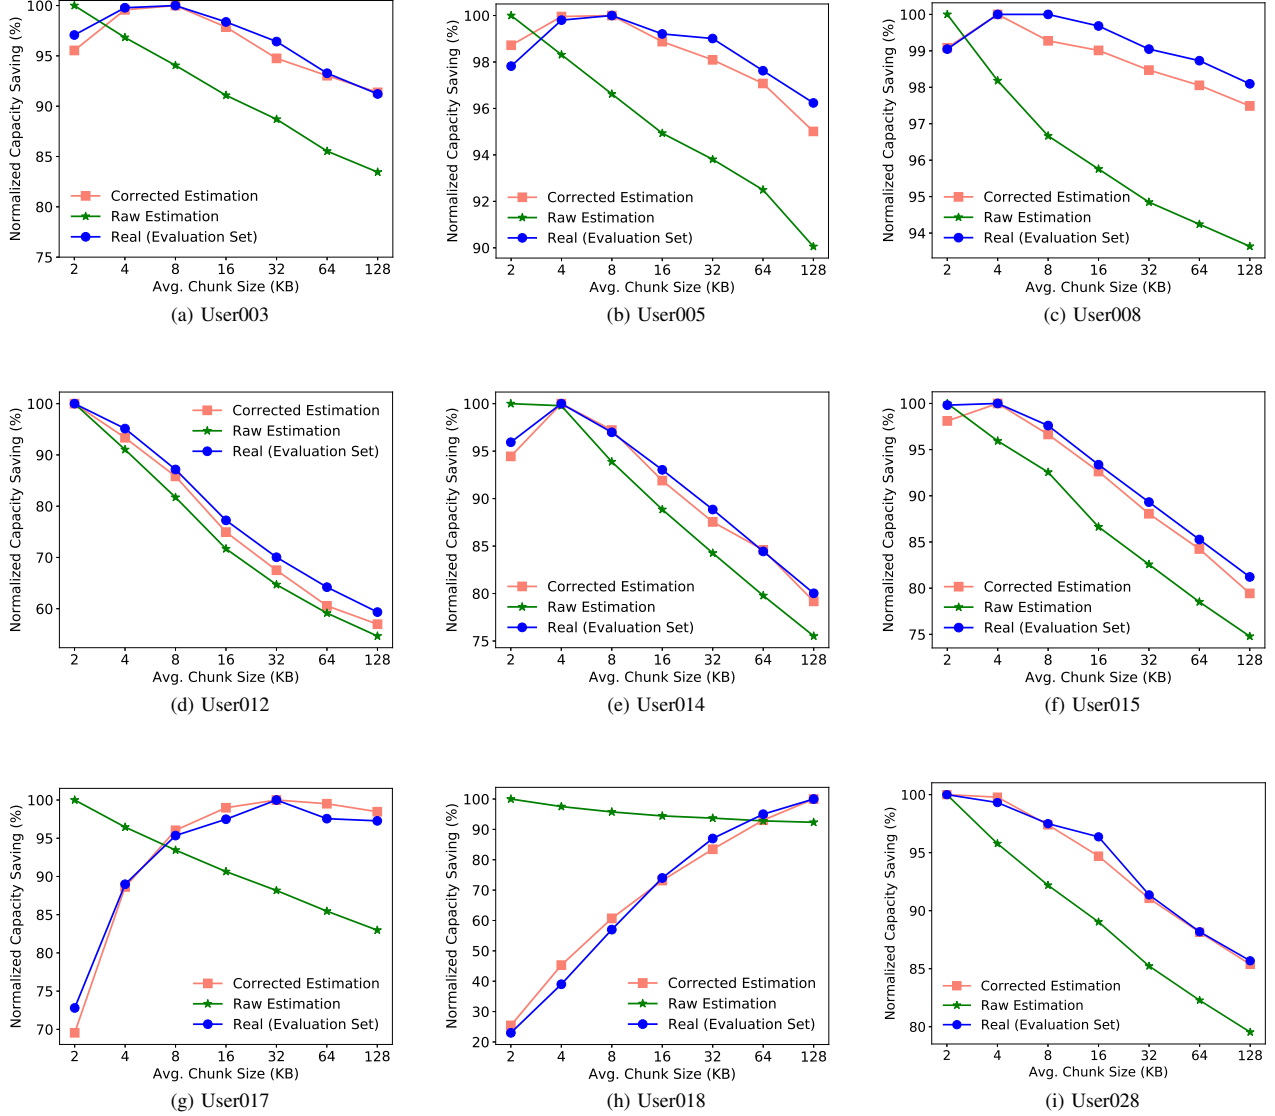 Normalized Capacity Saving (%)
100
95
90
85
80
75
Corrected Estimation
Raw Estimation
Real (Evaluation Set)
2 4 8 16 32 64 128
Avg. Chunk Size (KB)
(a) User003
Normalized Capacity Saving (%)
100
98
96
94
92
90
Corrected Estimation
Raw Estimation
Real (Evaluation Set)
2 4 8 16 32 64 128
Avg. Chunk Size (KB)
(b) User005
Normalized Capacity Saving (%)
100
99
98
97
96
95
94
Corrected Estimation
Raw Estimation
Real (Evaluation Set)
2 4 8 16 32 64 128
Avg. Chunk Size (KB)
(c) User008
Normalized Capacity Saving (%)
100
90
80
70
60
Corrected Estimation
Raw Estimation
Real (Evaluation Set)
2 4 8 16 32 64 128
Avg. Chunk Size (KB)
(d) User012
Normalized Capacity Saving (%)
100
95
90
85
80
75
Corrected Estimation
Raw Estimation
Real (Evaluation Set)
2 4 8 16 32 64 128
Avg. Chunk Size (KB)
(e) User014
Normalized Capacity Saving (%)
100
95
90
85
80
75
Corrected Estimation
Raw Estimation
Real (Evaluation Set)
2 4 8 16 32 64 128
Avg. Chunk Size (KB)
(f) User015
Normalized Capacity Saving (%)
100
95
90
85
80
75
70
Corrected Estimation
Raw Estimation
Real (Evaluation Set)
2 4 8 16 32 64 128
Avg. Chunk Size (KB)
(g) User017
Normalized Capacity Saving (%)
100
90
80
70
60
50
40
30
20
Corrected Estimation
Raw Estimation
Real (Evaluation Set)
2 4 8 16 32 64 128
Avg. Chunk Size (KB)
(h) User018
Normalized Capacity Saving (%)
100
95
90
85
80
Corrected Estimation
Raw Estimation
Real (Evaluation Set)
2 4 8 16 32 64 128
Avg. Chunk Size (KB)
(i) User028